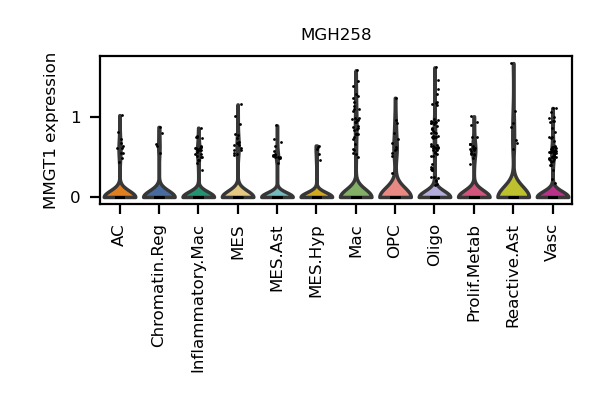 MGH258
MMGT1 expression
1
0
AC
Chromatin.Reg
Inflammatory.Mac
MES
MES.Ast
MES.Hyp
Mac
OPC
Oligo
Prolif.Metab
Reactive.Ast
Vasc